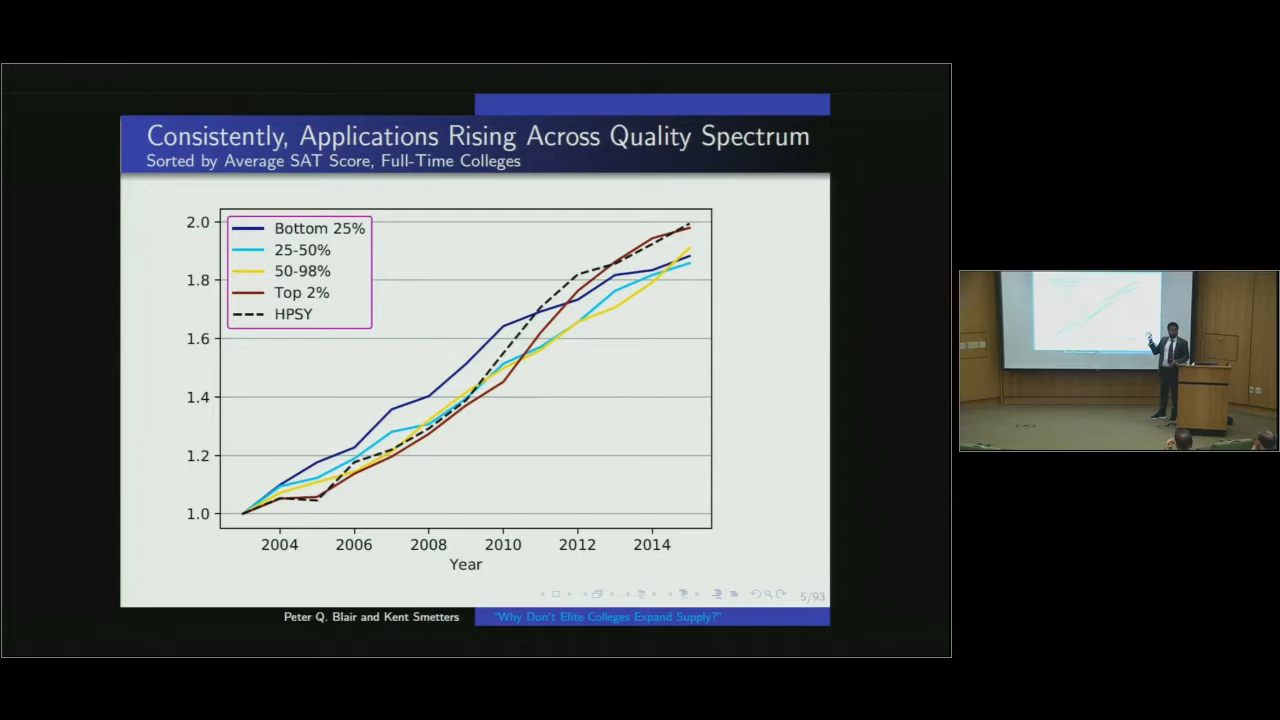 Consistently, Applications Rising Across Quality Spectrum
Sorted by Average SAT Score, Full-Time Colleges
2.0
1.8
1.6
1.4
1.2
1.0
Bottom 25%
25-50%
50-98%
Top 2%
HPSY
2004 2006 2008 2010 2012 2014
Year
5/93
Peter Q. Blair and Kent Smetters
"Why Don't Elite Colleges Expand Supply?"